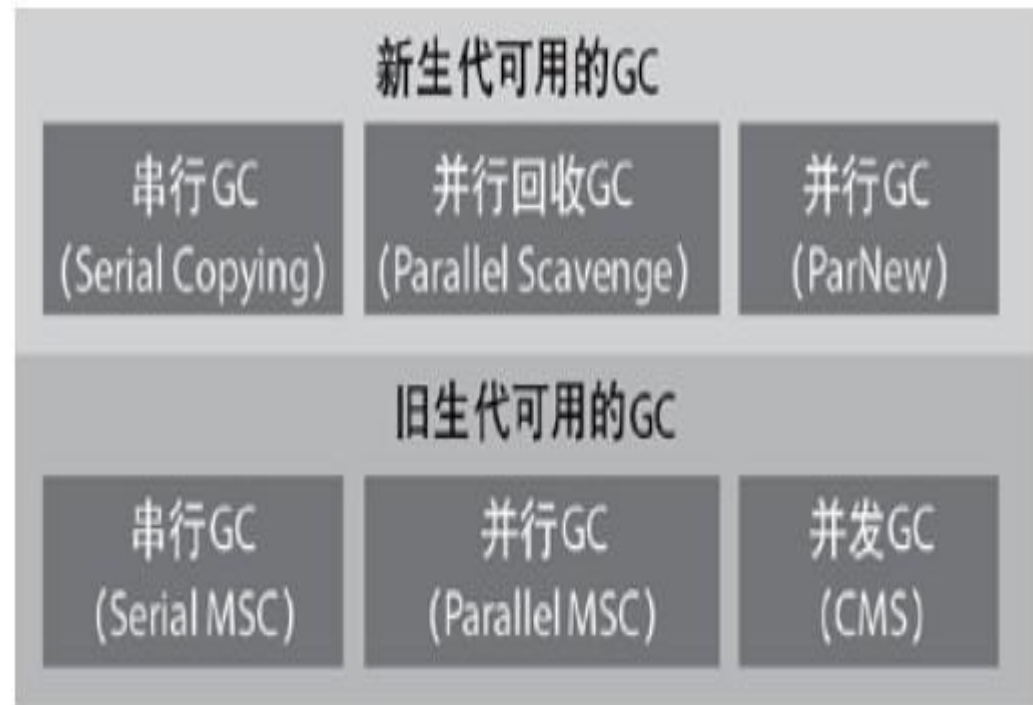 新生代可用的GC
串行GC
(Serial Copying)
并行回收GC
(Parallel Scavenge)
并行GC
(ParNew)
旧生代可用的GC
串行GC
(Serial MSC)
并行GC
(Parallel MSC)
并发GC
(CMS)